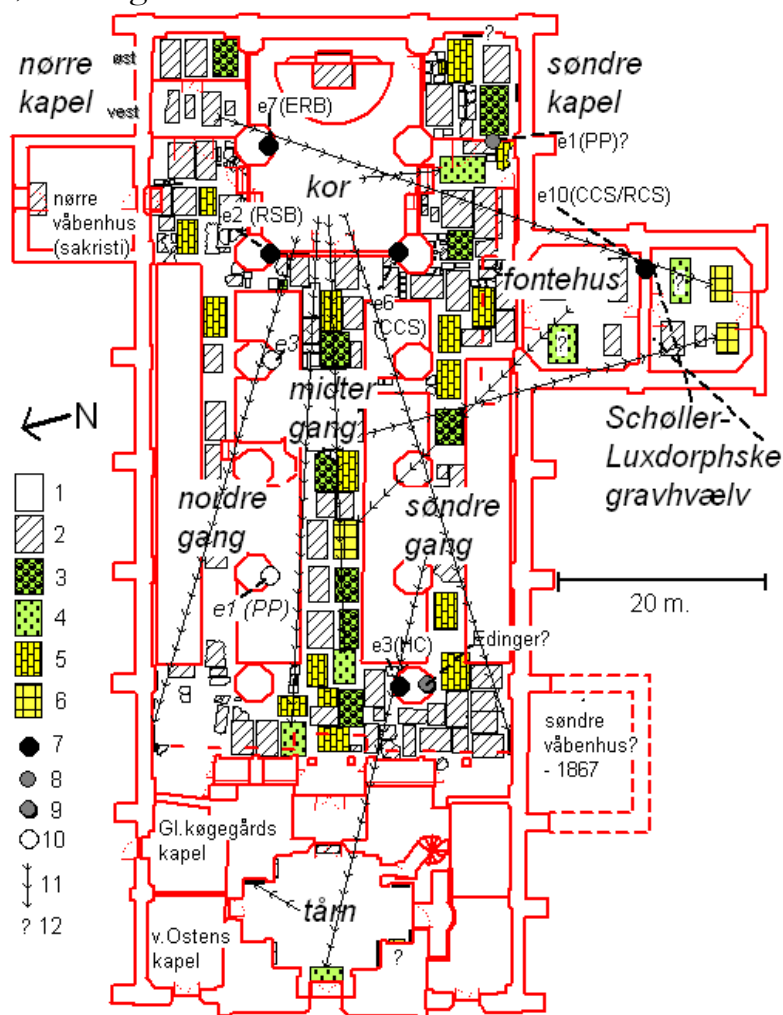 nørre
kapel
øst
vest
e7(ERB)
?
søndre
kapel
e1(PP)?
kor
nørre
våbenhus
(sakristi)
e2 (RSB)
e10(CCS/RCS)
fontehus
?
?
e6
(CCS)
e3
midter
gang
N
Schøller-
Luxdorphske
gravhvælv
nordre
gang
søndre
gang
20 m.
e1 (PP)
e3(HC)
Edinger?
1
2
3
4
5
6
7
8
9
10
11
? 12
søndre
våbenhus?
- 1867
Gl.køgegårds
kapel
tårn
v.Ostens
kapel
?